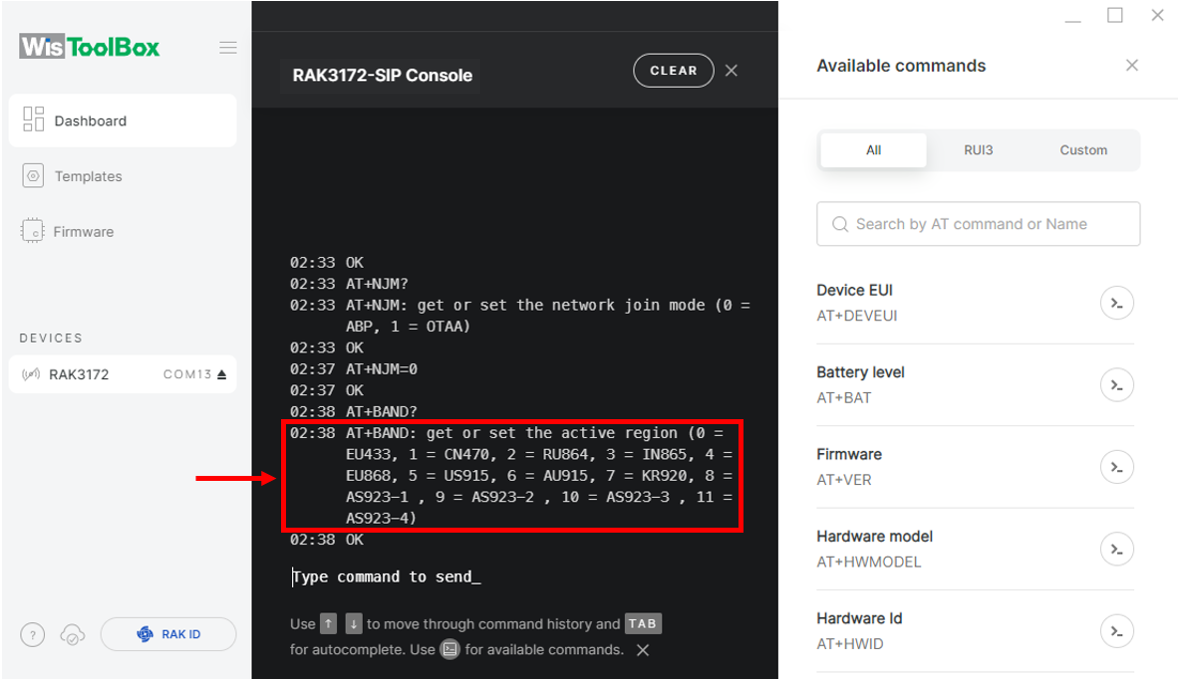 WisToolBox
Dashboard
Templates
Firmware
DEVICES
RAK3172 COM13
?
RAK ID
RAK3172-SIP Console
CLEAR
02:33 OK
02:33 AT+NJM?
02:33 AT+NJM: get or set the network join mode (0 =
ABP, 1 = OTAA)
02:33 OK
02:37 AT+NJM=0
02:37 OK
02:38 AT+BAND?
02:38 AT+BAND: get or set the active region (0 =
EU433, 1 = CN470, 2 = RU864, 3 = IN865, 4 =
EU868, 5 = US915, 6 = AU915, 7 = KR920, 8 =
AS923-1 , 9 = AS923-2 , 10 = AS923-3 , 11 =
AS923-4)
02:38 OK
Type command to send_
Use ↑ ↓ to move through command history and TAB
for autocomplete. Use for available commands.
Available commands
All RUI3 Custom
Search by AT command or Name
Device EUI
AT+DEVEUI
Battery level
AT+BAT
Firmware
AT+VER
Hardware model
AT+HWMODEL
Hardware Id
AT+HWID